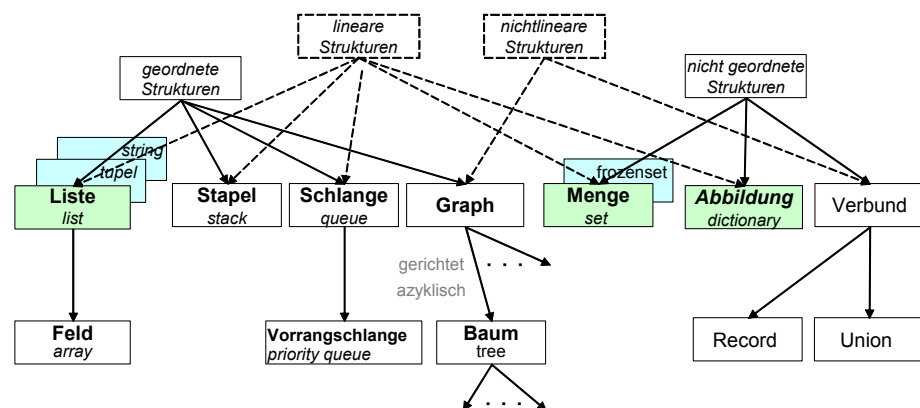 lineare
Strukturen
nichtlineare
Strukturen
geordnete
Strukturen
nicht geordnete
Strukturen
string
tupel
Liste
list
Stapel
stack
Schlange
queue
Graph
frozenset
Menge
set
Abbildung
dictionary
Verbund
gerichtet
azyklisch
. . .
Feld
array
Vorrangschlange
priority queue
Baum
tree
Record
Union
. . .